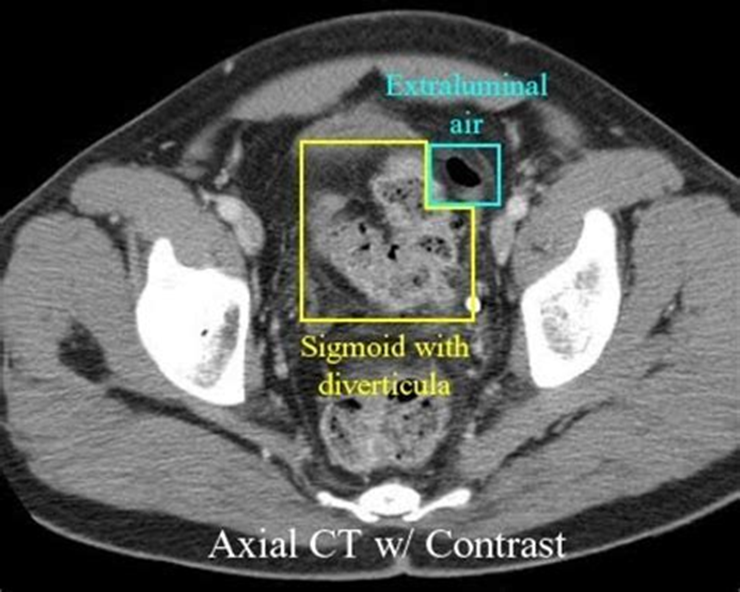 Extraluminal
air
Sigmoid with
diverticula
Axial CT w/ Contrast